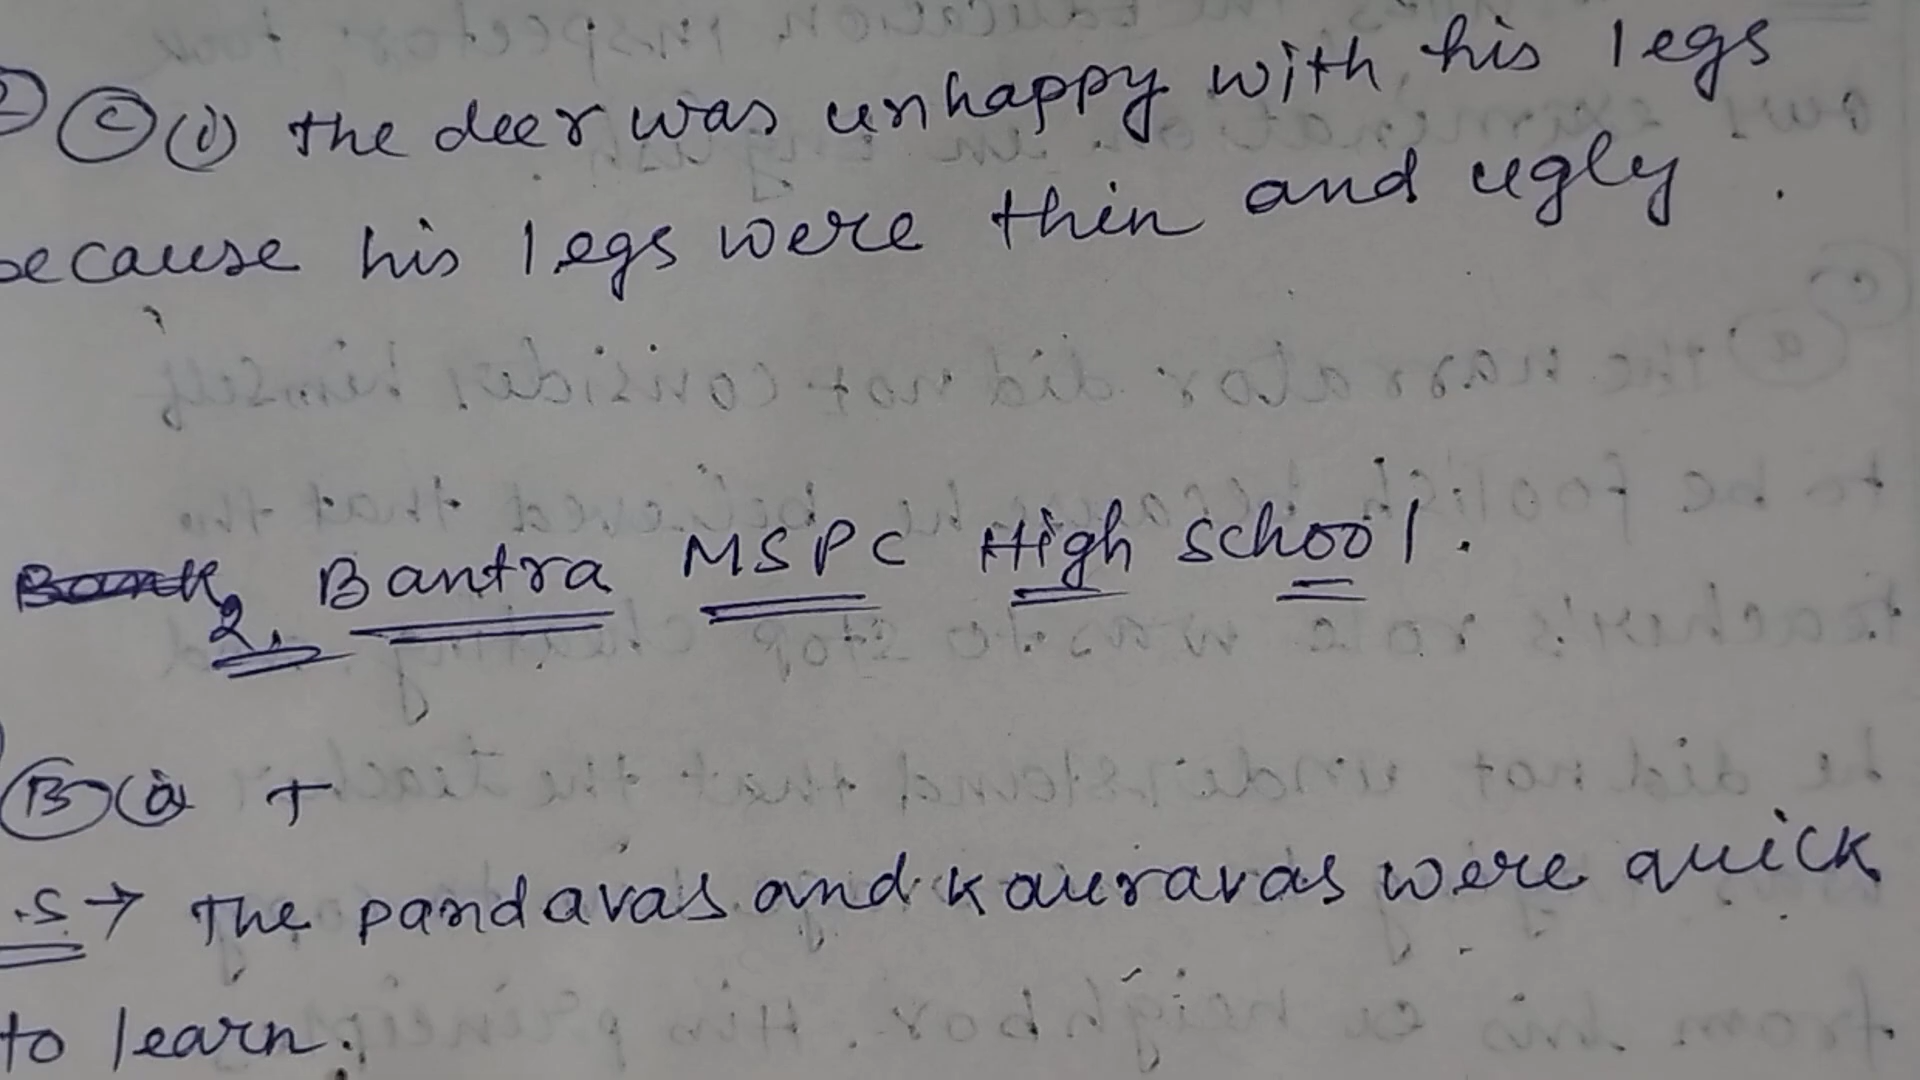 Ⓒ (i) the deer was unhappy with his legs
because his legs were thin and ugly.
2. Bantra MSPC High School.
Ⓑ (a) T
.S → The pandavas and kauravas were quick
to learn.